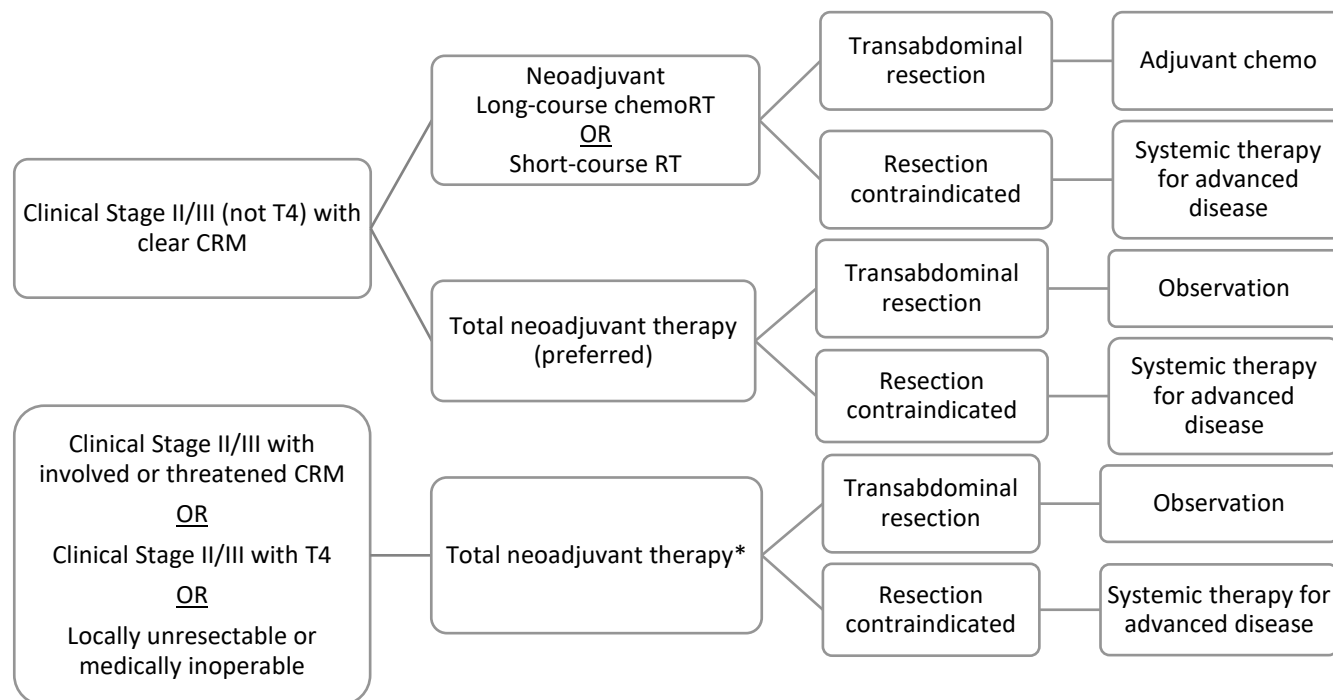 Clinical Stage II/III (not T4) with
clear CRM
Neoadjuvant
Long-course chemoRT
OR
Short-course RT
Transabdominal
resection
Adjuvant chemo
Resection
contraindicated
Systemic therapy
for advanced
disease
Total neoadjuvant therapy
(preferred)
Transabdominal
resection
Observation
Resection
contraindicated
Systemic therapy
for advanced
disease
Clinical Stage II/III with
involved or threatened CRM
OR
Clinical Stage II/III with T4
OR
Locally unresectable or
medically inoperable
Total neoadjuvant therapy*
Transabdominal
resection
Observation
Resection
contraindicated
Systemic therapy for
advanced disease